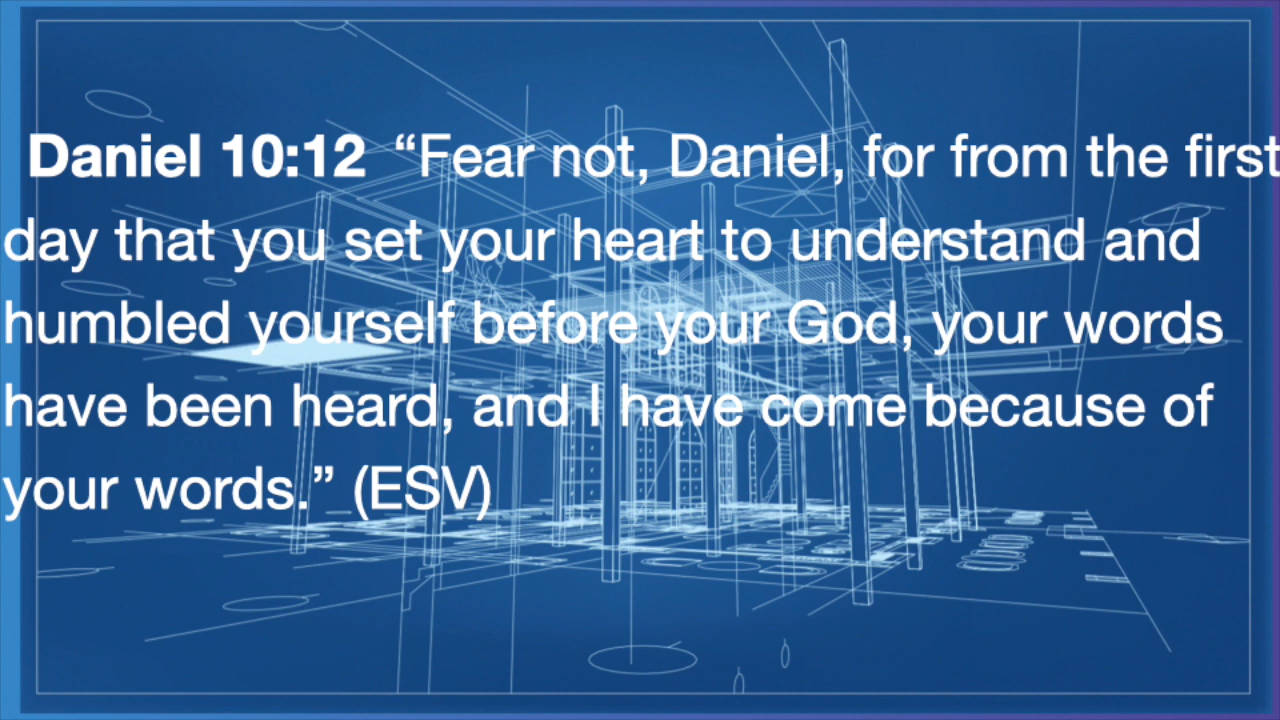 Daniel 10:12 “Fear not, Daniel, for from the first
day that you set your heart to understand and
humbled yourself before your God, your words
have been heard, and I have come because of
your words.” (ESV)